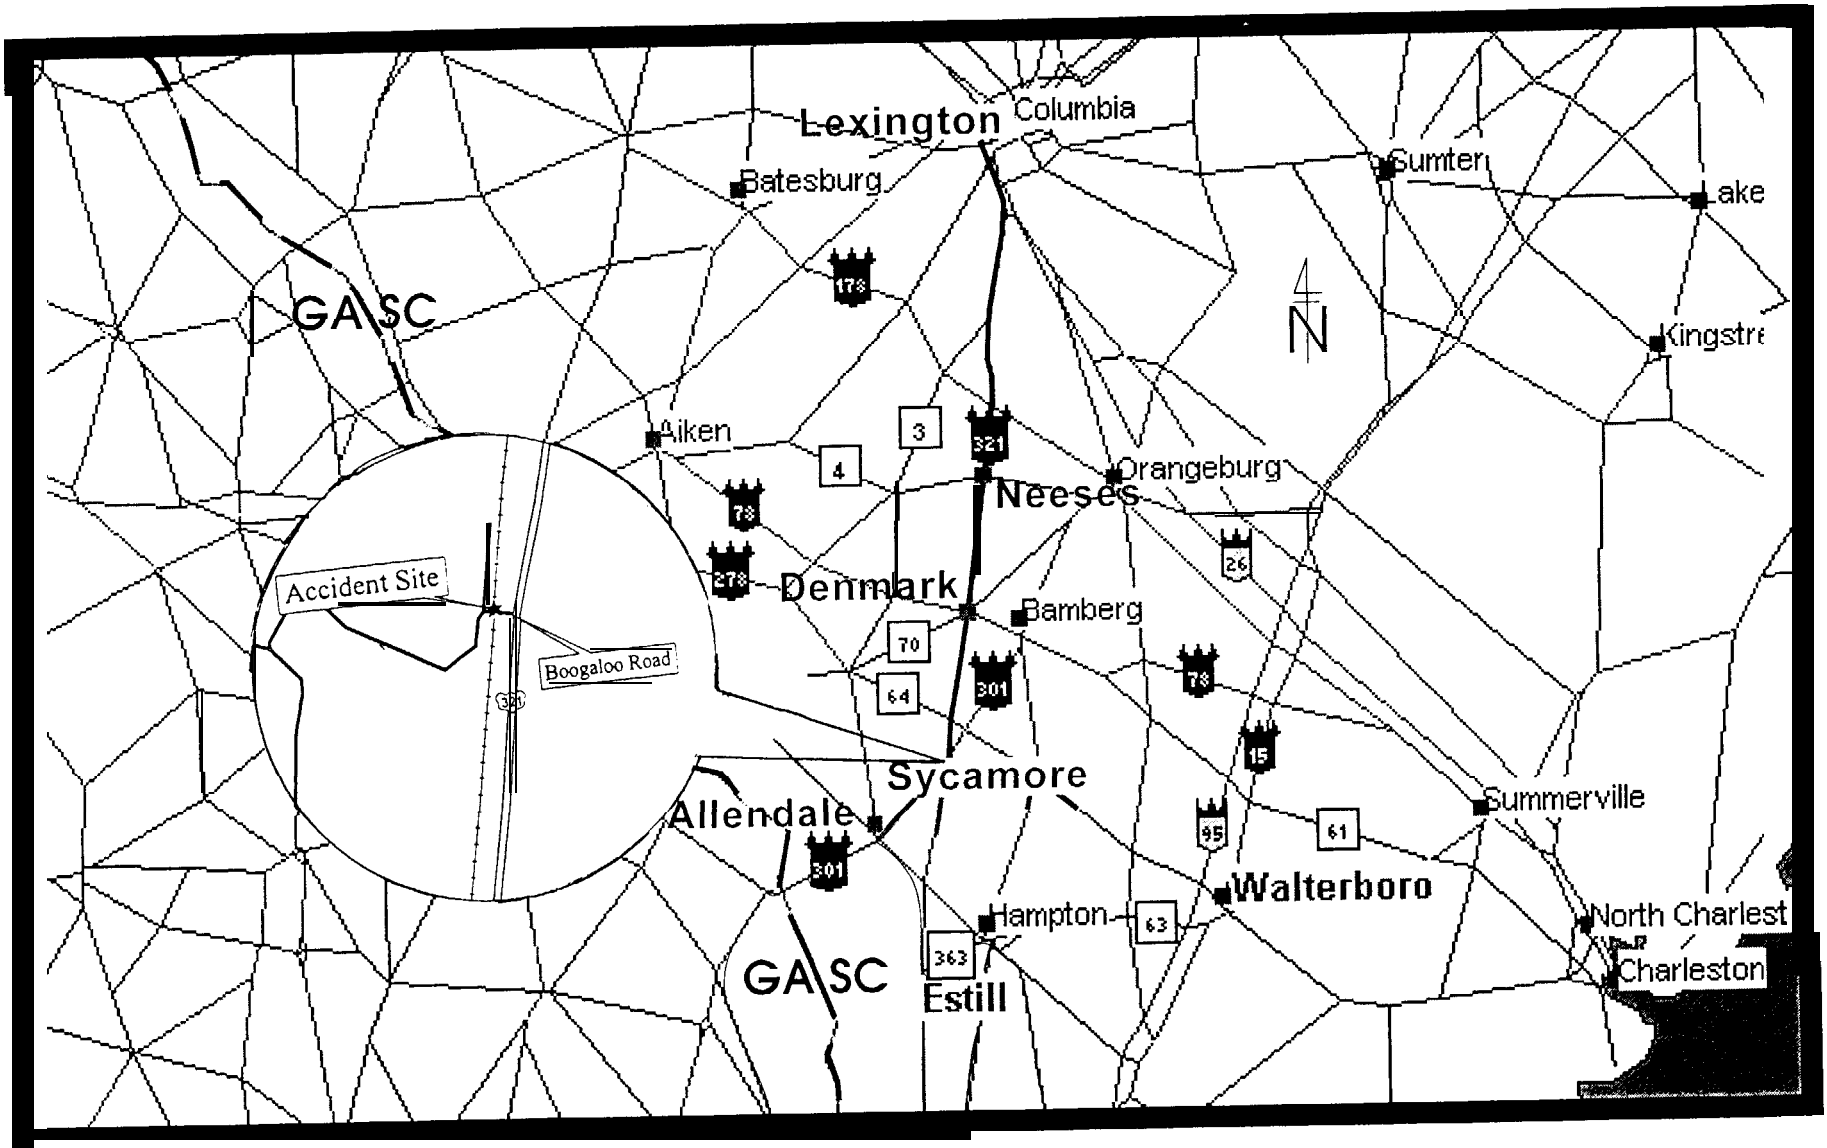 Lexington
Columbia
Sumter
Batesburg
Lake
178
GA SC
N
Kingstre
Aiken
3
321
4
Orangeburg
Neeses
78
26
278
Accident Site
Denmark
Bamberg
70
Boogaloo Road
78
301
64
321
15
Sycamore
Summerville
Allendale
95
61
301
Walterboro
Hampton
63
North Charlest
363
GA SC
Charleston
Estill